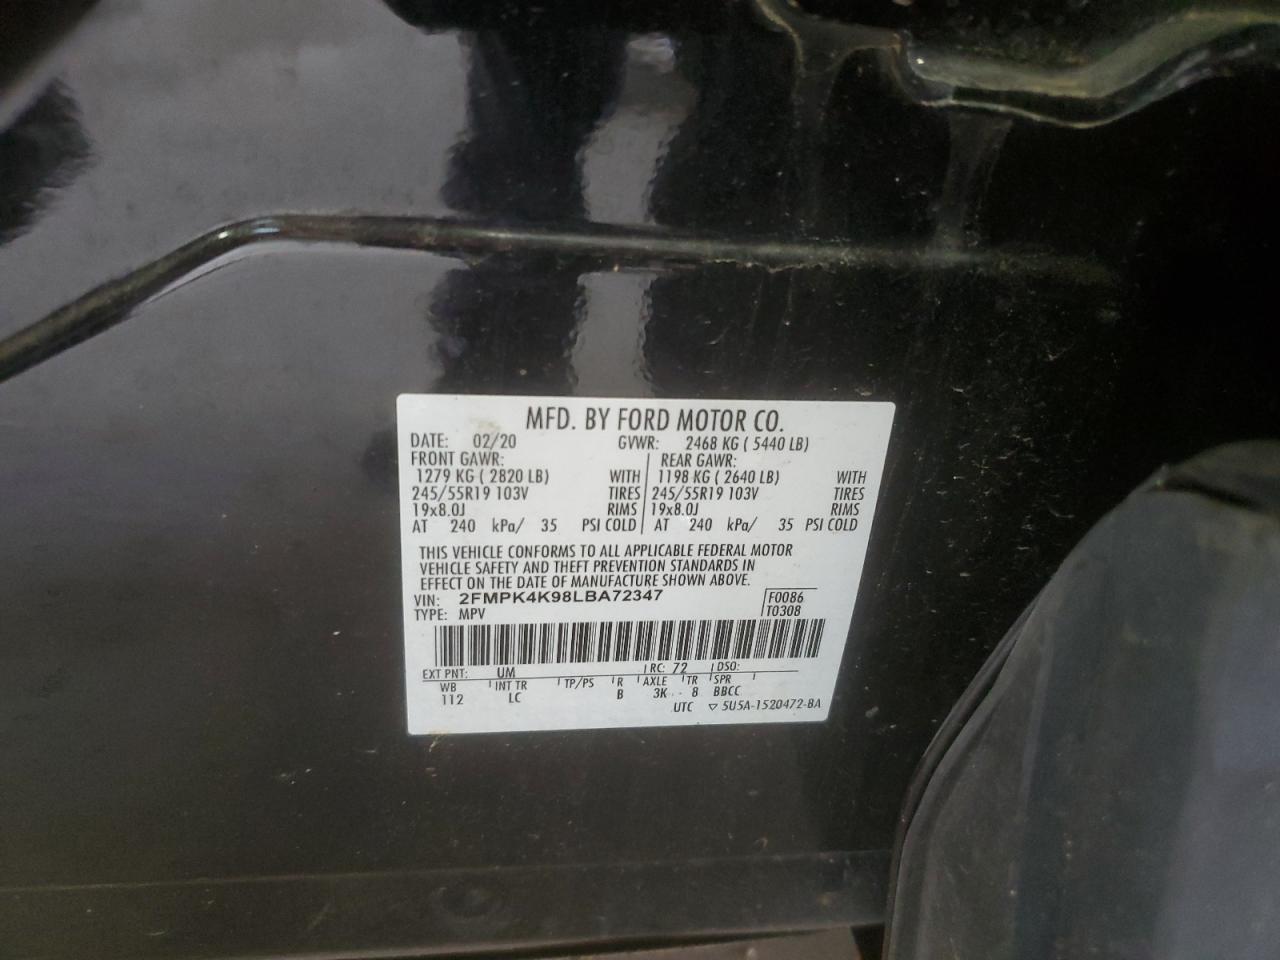 MFD. BY FORD MOTOR CO.
DATE: 02/20 GVWR: 2468 KG ( 5440 LB)
FRONT GAWR: REAR GAWR:
1279 KG ( 2820 LB) WITH 1198 KG ( 2640 LB) WITH
245/55R19 103V TIRES 245/55R19 103V TIRES
19x8.0J RIMS 19x8.0J RIMS
AT 240 kPa/ 35 PSI COLD AT 240 kPa/ 35 PSI COLD
THIS VEHICLE CONFORMS TO ALL APPLICABLE FEDERAL MOTOR
VEHICLE SAFETY AND THEFT PREVENTION STANDARDS IN
EFFECT ON THE DATE OF MANUFACTURE SHOWN ABOVE.
VIN: 2FMPK4K98LBA72347 F0086
TYPE: MPV T0308
EXT PNT: UM RC: 72 DSO:
WB INT TR TP/PS R AXLE TR SPR
112 LC B 3K 8 BBCC
UTC ▽ 5U5A-1520472-BA